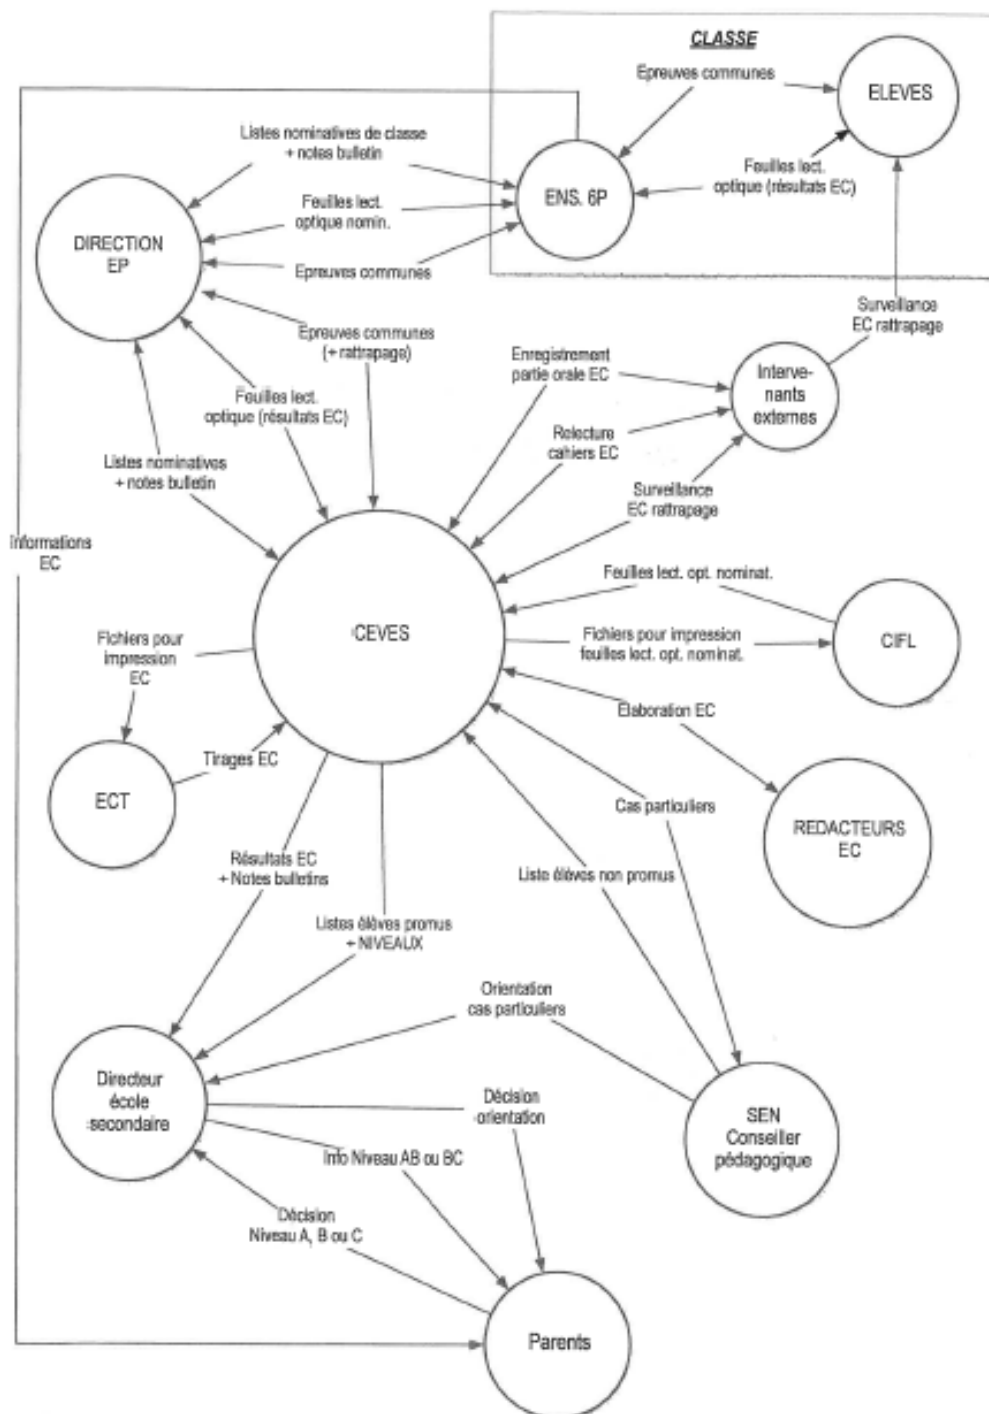 CLASSE
Epreuves communes
ELEVES
Listes nominatives de classe
+ notes bulletin
Feuilles lect.
optique (résultats EC)
ENS. 6P
Feuilles lect.
optique nomin.
DIRECTION
EP
Epreuves communes
Surveillance
EC rattrapage
Epreuves communes
(+ rattrapage)
Enregistrement
partie orale EC
Interve-
nants
externes
Feuilles lect.
optique (résultats EC)
Relecture
cahiers EC
Listes nominatives
+ notes bulletin
Surveillance
EC rattrapage
Informations
EC
Feuilles lect. opt. nominat.
CEVES
CIFL
Fichiers pour
impression
EC
Fichiers pour impression
feuilles lect. opt. nominat.
Elaboration EC
Tirages EC
ECT
Cas particuliers
REDACTEURS
EC
Résultats EC
+ Notes bulletins
Liste élèves non promus
Listes élèves promus
+ NIVEAUX
Orientation
cas particuliers
Directeur
école
secondaire
Décision
orientation
SEN
Conseiller
pédagogique
Info Niveau AB ou BC
Décision
Niveau A, B ou C
Parents